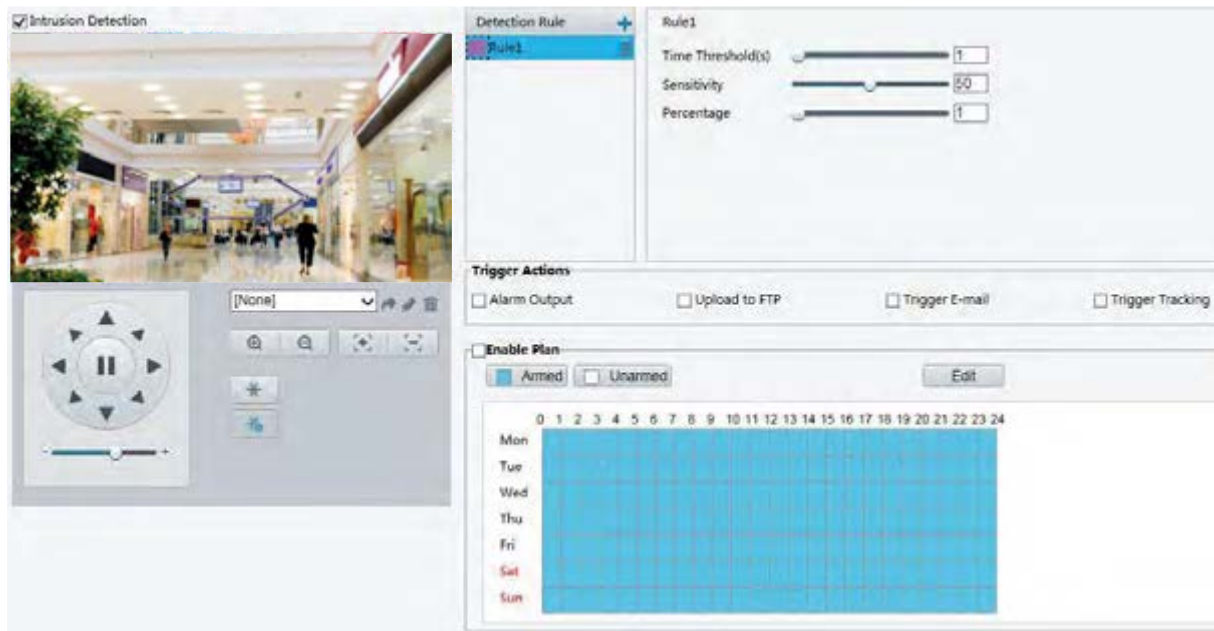 Intrusion Detection
[None]
- +
Detection Rule +
Rule1
Rule1
Time Threshold(s) 1
Sensitivity 50
Percentage 1
Trigger Actions
Alarm Output Upload to FTP Trigger E-mail Trigger Tracking
Enable Plan
Armed Unarmed Edit
0 1 2 3 4 5 6 7 8 9 10 11 12 13 14 15 16 17 18 19 20 21 22 23 24
Mon
Tue
Wed
Thu
Fri
Sat
Sun